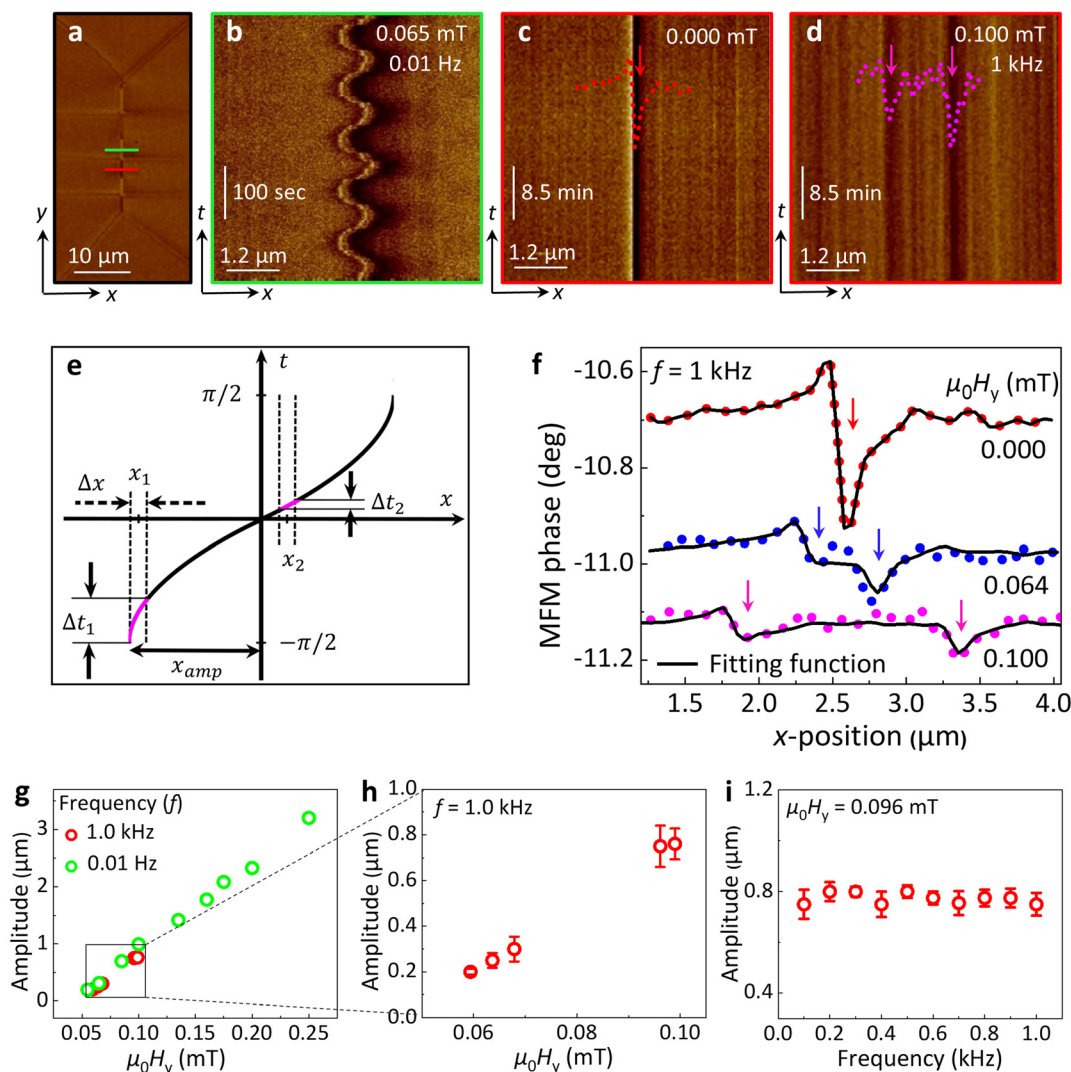 a
y
10 μm
x
b
0.065 mT
0.01 Hz
100 sec
t
1.2 μm
x
c
0.000 mT
8.5 min
t
1.2 μm
x
d
0.100 mT
1 kHz
8.5 min
t
1.2 μm
x
e
t
π/2
Δx
x₁
x
Δt₂
x₂
Δt₁
x_amp
-π/2
f
f = 1 kHz
μ₀H_y (mT)
-10.6
-10.8
-11.0
-11.2
MFM phase (deg)
0.000
0.064
0.100
Fitting function
1.5 2.0 2.5 3.0 3.5 4.0
x-position (μm)
g
Frequency (f)
1.0 kHz
0.01 Hz
3
2
1
0
Amplitude (μm)
0.05 0.10 0.15 0.20 0.25
μ₀H_y (mT)
h
f = 1.0 kHz
1.0
0.8
0.6
0.4
0.2
0.0
Amplitude (μm)
0.06 0.08 0.10
μ₀H_y (mT)
i
μ₀H_y = 0.096 mT
1.2
0.8
0.4
Amplitude (μm)
0.0 0.2 0.4 0.6 0.8 1.0
Frequency (kHz)